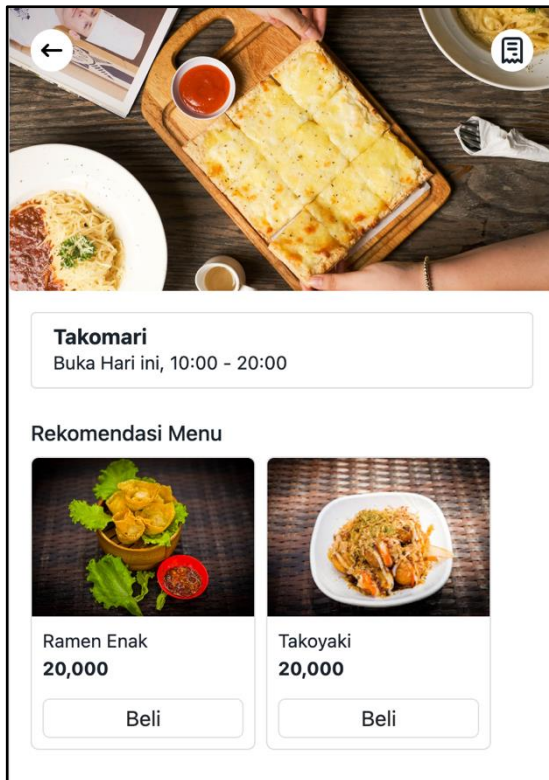 Takomari
Buka Hari ini, 10:00 - 20:00
Rekomendasi Menu
Ramen Enak
20,000
Beli
Takoyaki
20,000
Beli